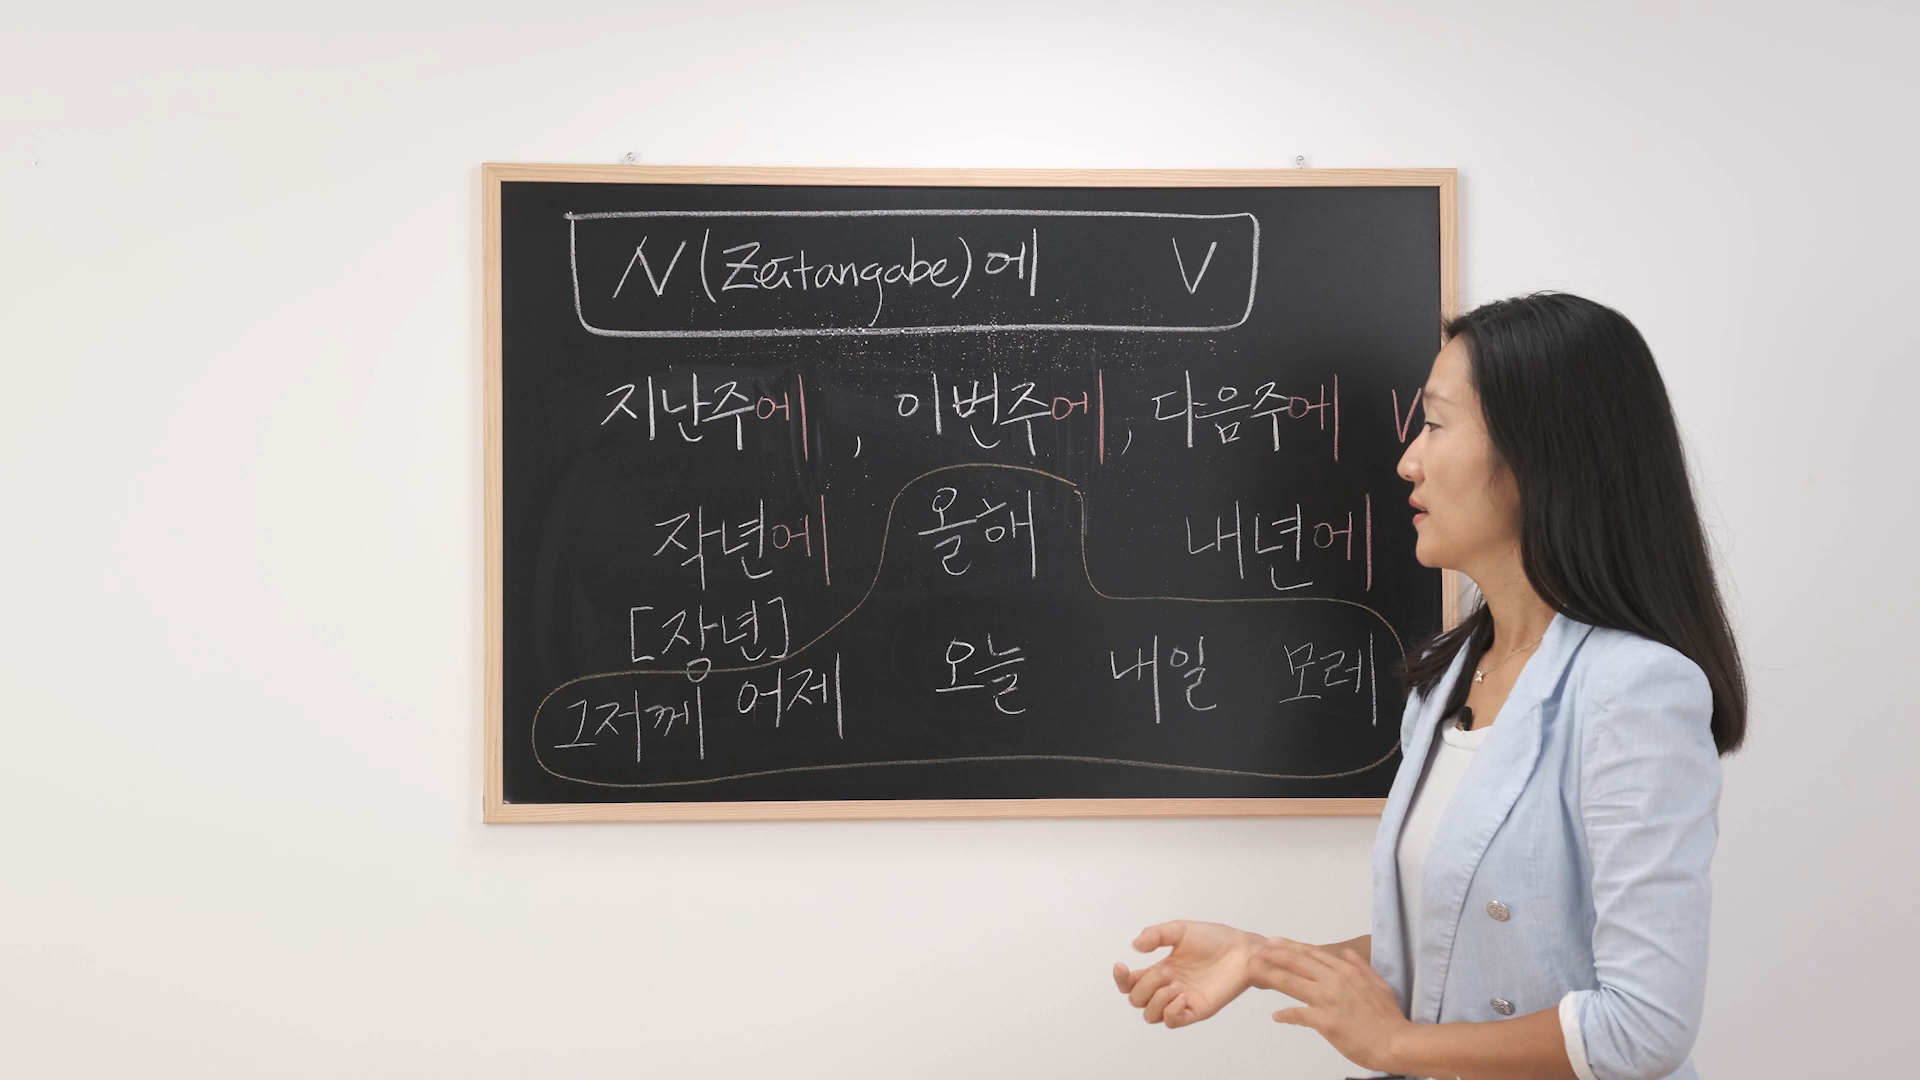 N (Zeitangabe)에 V
지난주에, 이번주에, 다음주에 V
작년에 올해 내년에
[장년]
그저께 어제 오늘 내일 모레